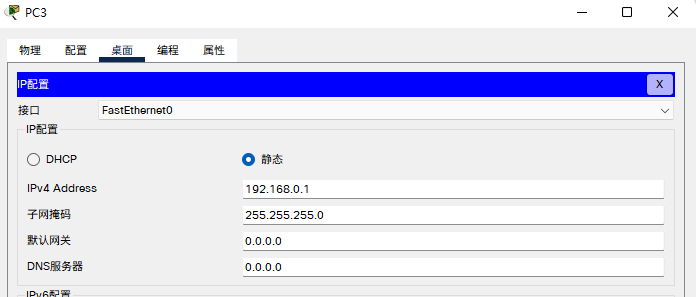 PC3
物理 配置 桌面 编程 属性
IP配置 X
接口 FastEthernet0
IP配置
DHCP 静态
IPv4 Address 192.168.0.1
子网掩码 255.255.255.0
默认网关 0.0.0.0
DNS服务器 0.0.0.0
IPv6配置